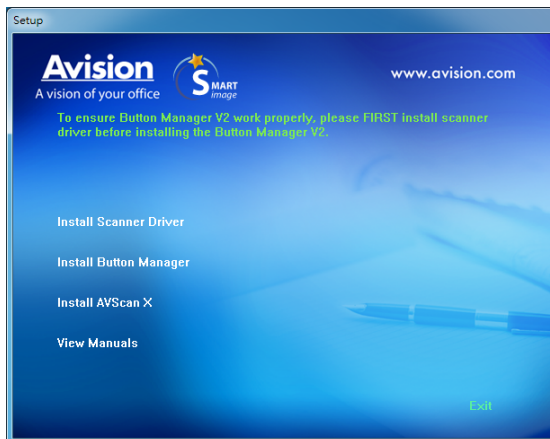 Setup
Avision
A vision of your office
SMART
image
www.avision.com
To ensure Button Manager V2 work properly, please FIRST install scanner
driver before installing the Button Manager V2.
Install Scanner Driver
Install Button Manager
Install AVScan X
View Manuals
Exit